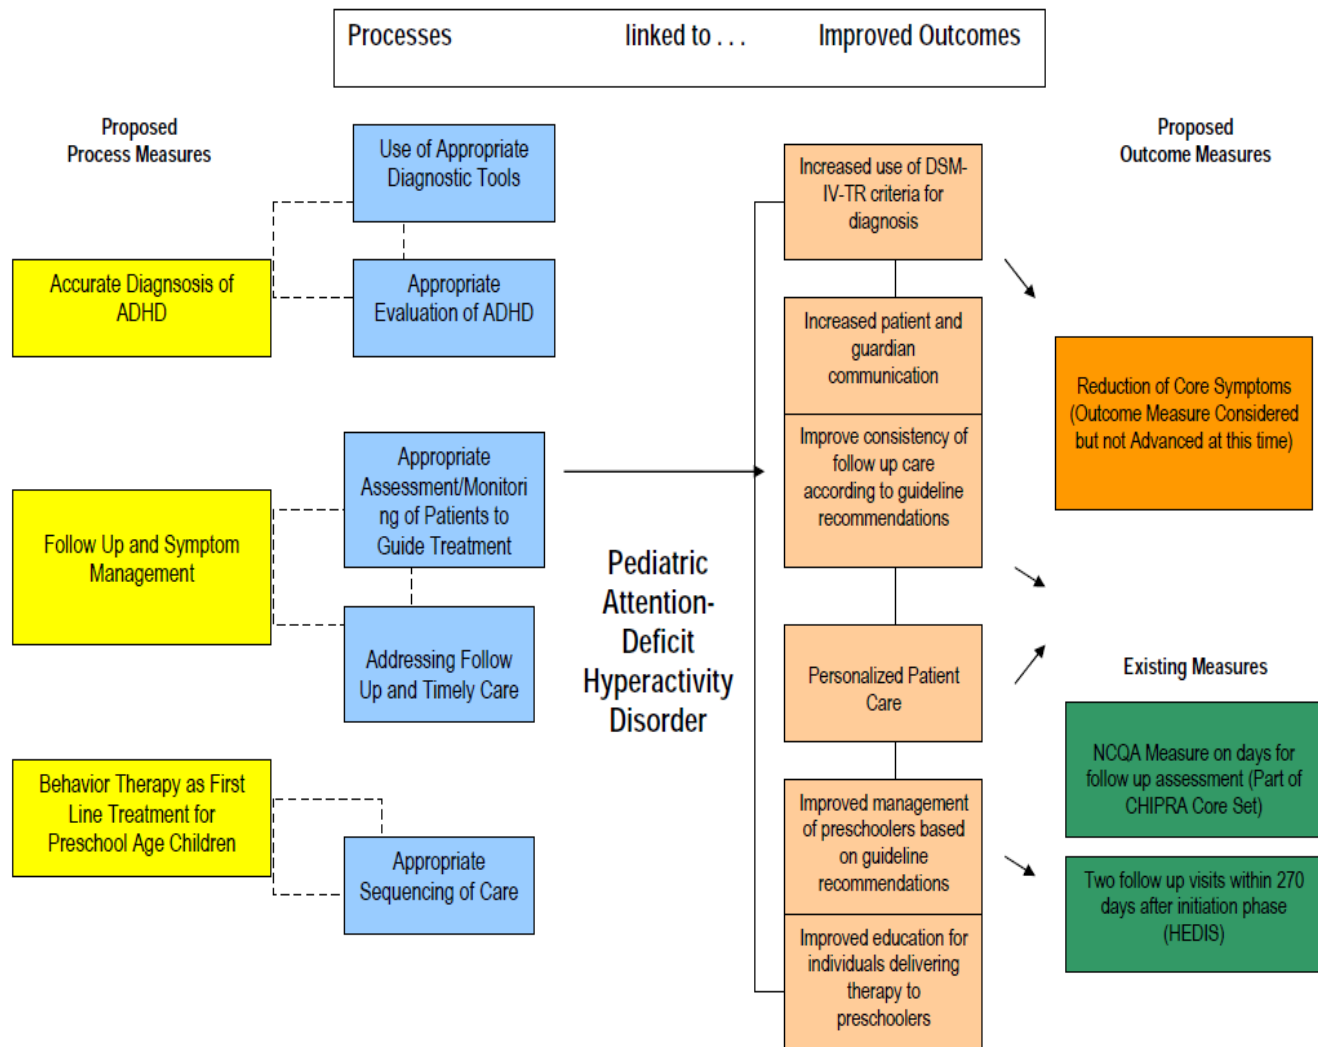 Processes linked to . . . Improved Outcomes
Proposed
Process Measures
Accurate Diagnsosis of
ADHD
Follow Up and Symptom
Management
Behavior Therapy as First
Line Treatment for
Preschool Age Children
Use of Appropriate
Diagnostic Tools
Appropriate
Evaluation of ADHD
Appropriate
Assessment/Monitori
ng of Patients to
Guide Treatment
Addressing Follow
Up and Timely Care
Appropriate
Sequencing of Care
Pediatric
Attention-
Deficit
Hyperactivity
Disorder
Increased use of DSM-
IV-TR criteria for
diagnosis
Increased patient and
guardian
communication
Improve consistency of
follow up care
according to guideline
recommendations
Personalized Patient
Care
Improved management
of preschoolers based
on guideline
recommendations
Improved education for
individuals delivering
therapy to
preschoolers
Proposed
Outcome Measures
Reduction of Core Symptoms
(Outcome Measure Considered
but not Advanced at this time)
Existing Measures
NCQA Measure on days for
follow up assessment (Part of
CHIPRA Core Set)
Two follow up visits within 270
days after initiation phase
(HEDIS)